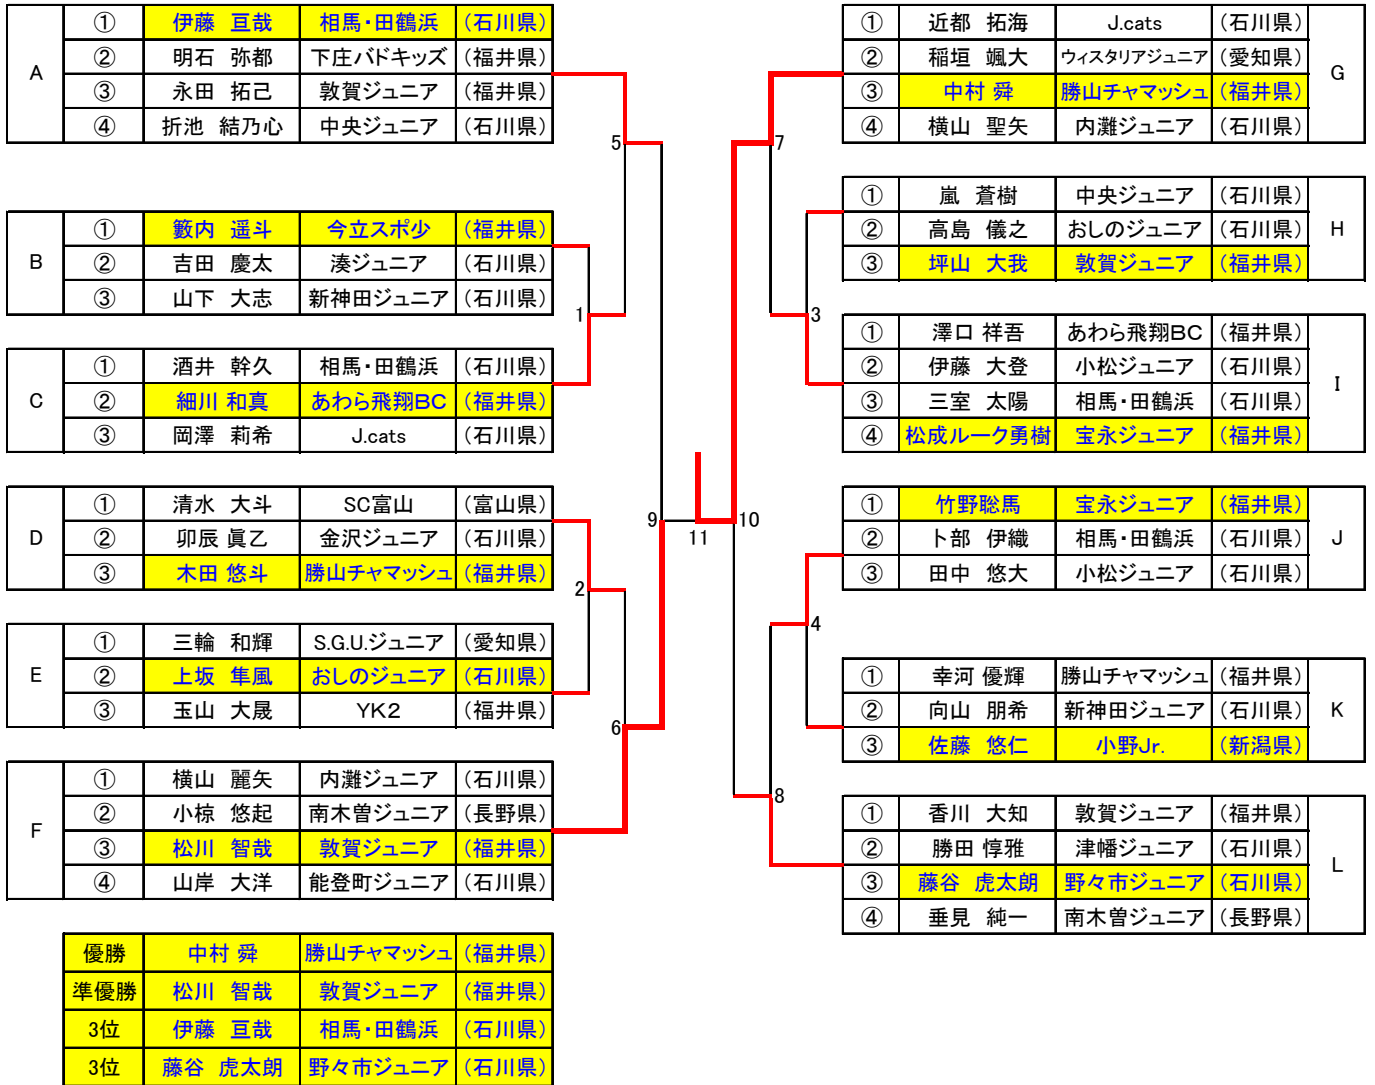 A
① 伊藤 亘哉 相馬・田鶴浜 (石川県)
② 明石 弥都 下庄バドキッズ (福井県)
③ 永田 拓己 敦賀ジュニア (福井県)
④ 折池 結乃心 中央ジュニア (石川県)
B
① 籔内 遥斗 今立スポ少 (福井県)
② 吉田 慶太 湊ジュニア (石川県)
③ 山下 大志 新神田ジュニア (石川県)
C
① 酒井 幹久 相馬・田鶴浜 (石川県)
② 細川 和真 あわら飛翔BC (福井県)
③ 岡澤 莉希 J.cats (石川県)
D
① 清水 大斗 SC富山 (富山県)
② 卯辰 眞乙 金沢ジュニア (石川県)
③ 木田 悠斗 勝山チャマッシュ (福井県)
E
① 三輪 和輝 S.G.U.ジュニア (愛知県)
② 上坂 隼風 おしのジュニア (石川県)
③ 玉山 大晟 YK2 (福井県)
F
① 横山 麗矢 内灘ジュニア (石川県)
② 小椋 悠起 南木曽ジュニア (長野県)
③ 松川 智哉 敦賀ジュニア (福井県)
④ 山岸 大洋 能登町ジュニア (石川県)
5
1
9
2
6
11
10
7
3
4
8
① 近都 拓海 J.cats (石川県)
② 稲垣 颯大 ウィスタリアジュニア (愛知県)
③ 中村 舜 勝山チャマッシュ (福井県)
④ 横山 聖矢 内灘ジュニア (石川県)
G
① 嵐 蒼樹 中央ジュニア (石川県)
② 高島 儀之 おしのジュニア (石川県)
③ 坪山 大我 敦賀ジュニア (福井県)
H
① 澤口 祥吾 あわら飛翔BC (福井県)
② 伊藤 大登 小松ジュニア (石川県)
③ 三室 太陽 相馬・田鶴浜 (石川県)
④ 松成ルーク勇樹 宝永ジュニア (福井県)
I
① 竹野聡馬 宝永ジュニア (福井県)
② 卜部 伊織 相馬・田鶴浜 (石川県)
③ 田中 悠大 小松ジュニア (石川県)
J
① 幸河 優輝 勝山チャマッシュ (福井県)
② 向山 朋希 新神田ジュニア (石川県)
③ 佐藤 悠仁 小野Jr. (新潟県)
K
① 香川 大知 敦賀ジュニア (福井県)
② 勝田 惇雅 津幡ジュニア (石川県)
③ 藤谷 虎太朗 野々市ジュニア (石川県)
④ 垂見 純一 南木曽ジュニア (長野県)
L
優勝 中村 舜 勝山チャマッシュ (福井県)
準優勝 松川 智哉 敦賀ジュニア (福井県)
3位 伊藤 亘哉 相馬・田鶴浜 (石川県)
3位 藤谷 虎太朗 野々市ジュニア (石川県)